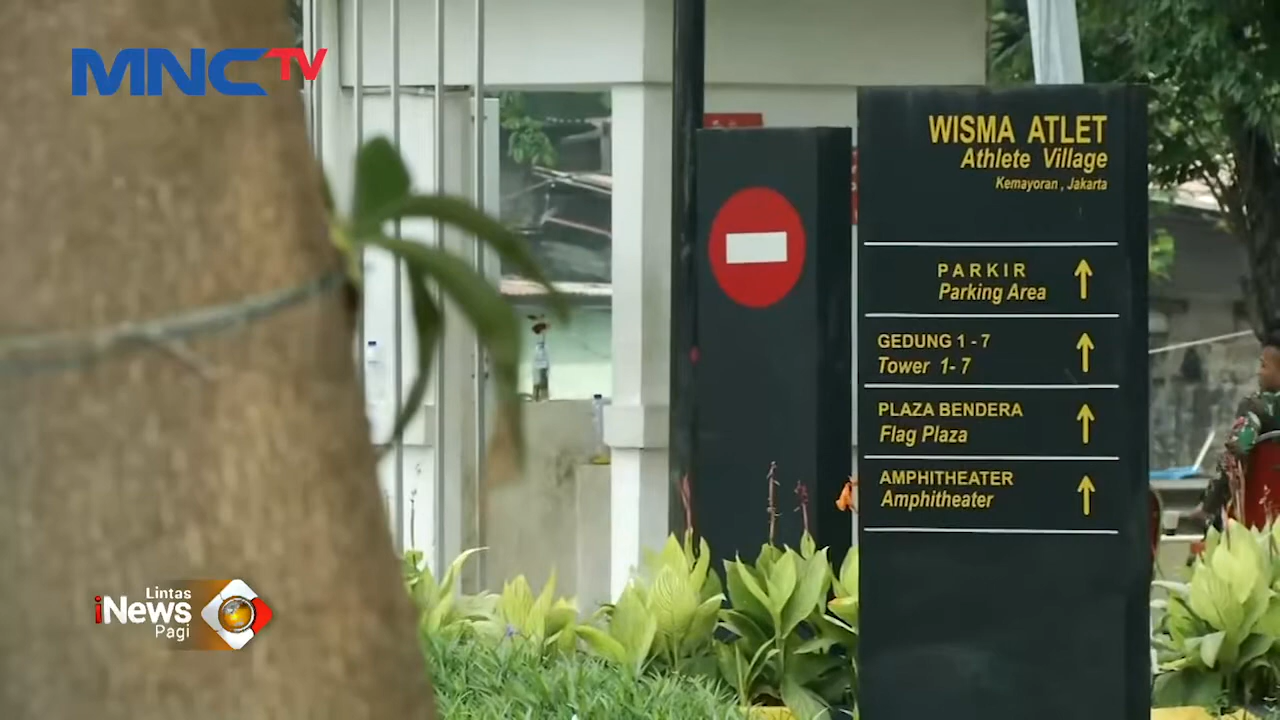 MNCTV
WISMA ATLET
Athlete Village
Kemayoran , Jakarta
PARKIR
Parking Area
GEDUNG 1 - 7
Tower 1- 7
PLAZA BENDERA
Flag Plaza
AMPHITHEATER
Amphitheater
Lintas
iNews
Pagi